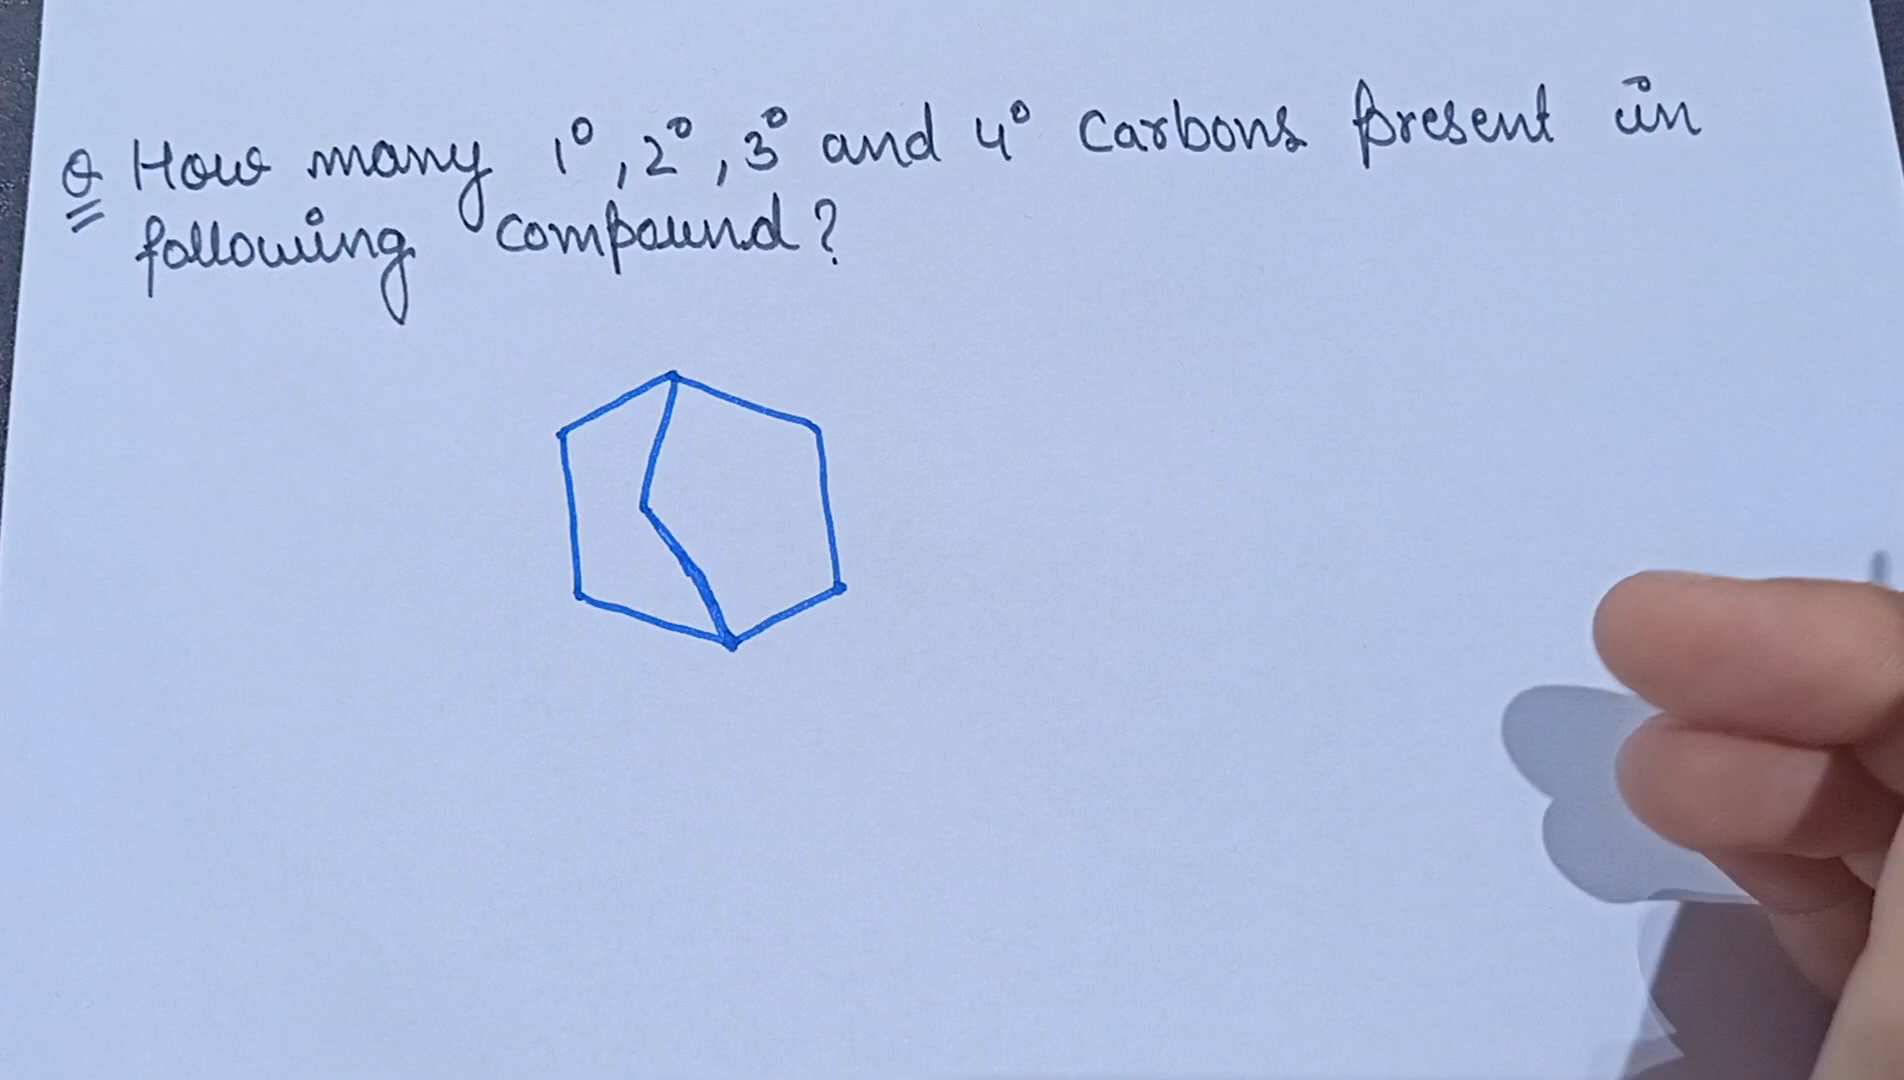 Q How many 1°, 2°, 3° and 4° carbons present in
following compound?